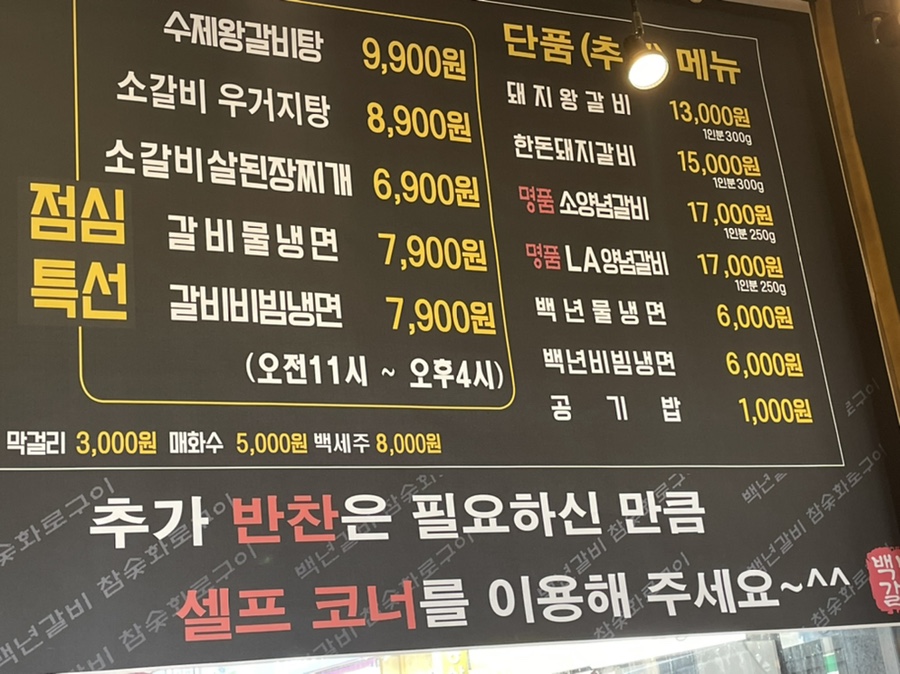 점심
특선
수제왕갈비탕 9,900원
소갈비 우거지탕 8,900원
소갈비살된장찌개 6,900원
갈비물냉면 7,900원
갈비비빔냉면 7,900원
(오전11시 ~ 오후4시)
단품 (추 ) 메뉴
돼지왕갈비 13,000원
1인분 300g
한돈돼지갈비 15,000원
1인분 300g
명품 소양념갈비 17,000원
1인분 250g
명품 LA양념갈비 17,000원
1인분 250g
백년물냉면 6,000원
백년비빔냉면 6,000원
공기밥 1,000원
막걸리 3,000원 매화수 5,000원 백세주 8,000원
추가 반찬은 필요하신 만큼
셀프 코너를 이용해 주세요~^^
백년갈비 참숯화로구이